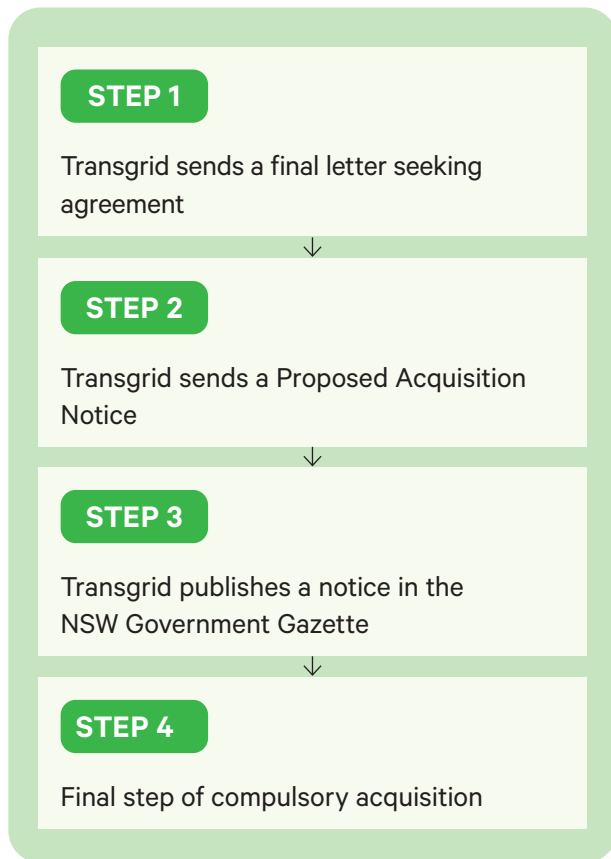 STEP 1
Transgrid sends a final letter seeking
agreement
STEP 2
Transgrid sends a Proposed Acquisition
Notice
STEP 3
Transgrid publishes a notice in the
NSW Government Gazette
STEP 4
Final step of compulsory acquisition